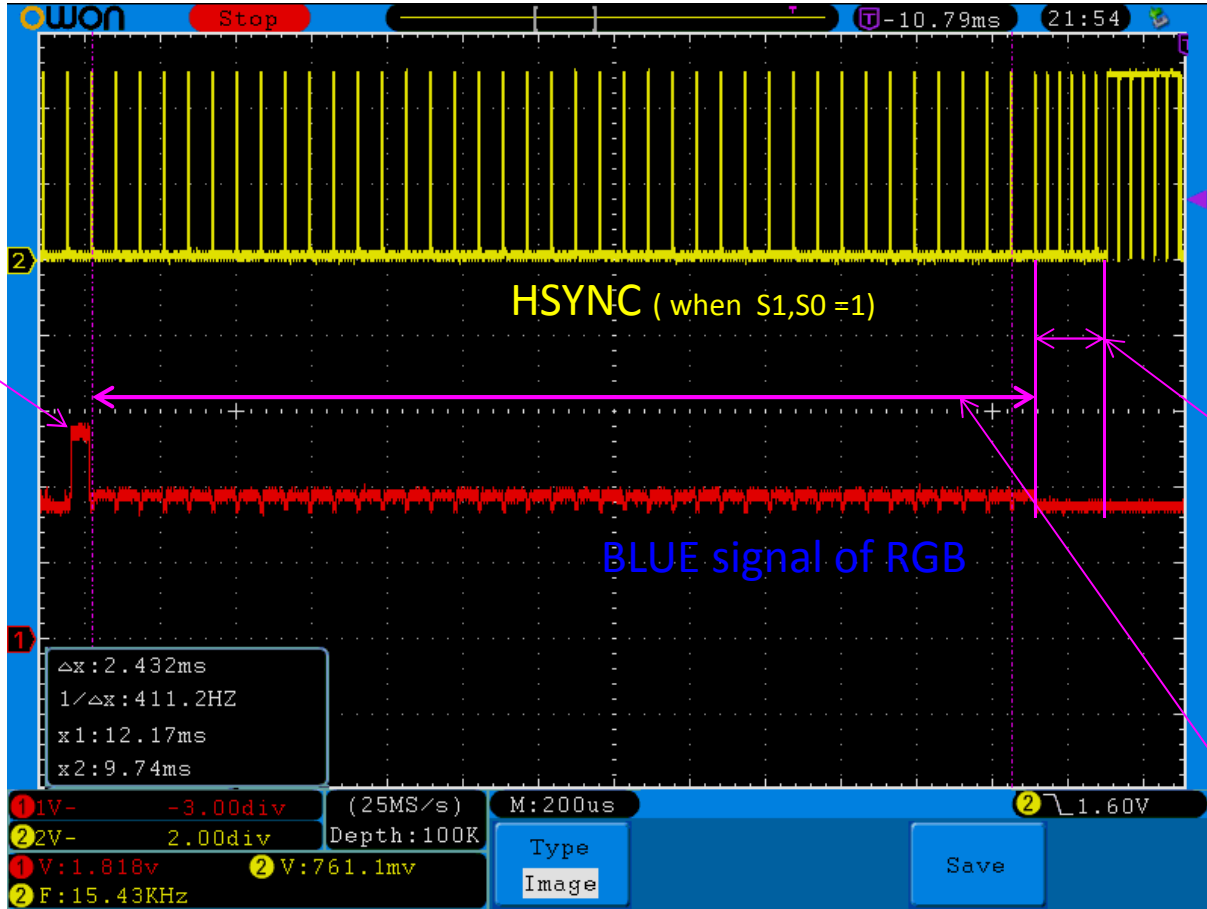 owon Stop T -10.79ms 21:54
2
HSYNC ( when S1,S0 =1)
BLUE signal of RGB
1
△x:2.432ms
1/△x:411.2HZ
x1:12.17ms
x2:9.74ms
1 1V- -3.00div (25MS/s) M:200us 2 1.60V
2 2V- 2.00div Depth:100K
1 V:1.818v 2 V:761.1mv
2 F:15.43KHz
Type
Image
Save